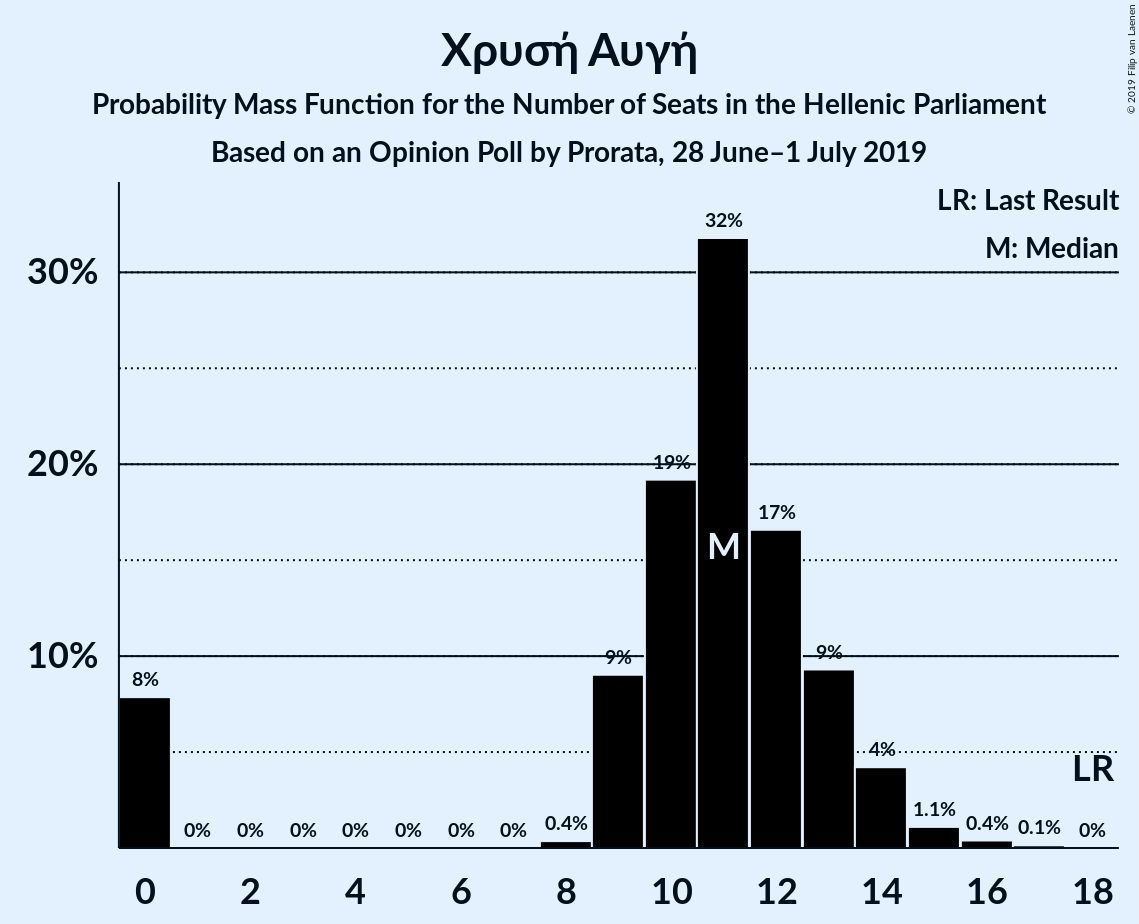 Χρυσή Αυγή
Probability Mass Function for the Number of Seats in the Hellenic Parliament
Based on an Opinion Poll by Prorata, 28 June–1 July 2019
© 2019 Filip van Laenen
LR: Last Result
M: Median
30%
20%
10%
8%
0%
0%
0%
0%
0%
0%
0%
0.4%
9%
19%
32%
17%
9%
4%
1.1%
0.4%
0.1%
0%
M
LR
0 2 4 6 8 10 12 14 16 18